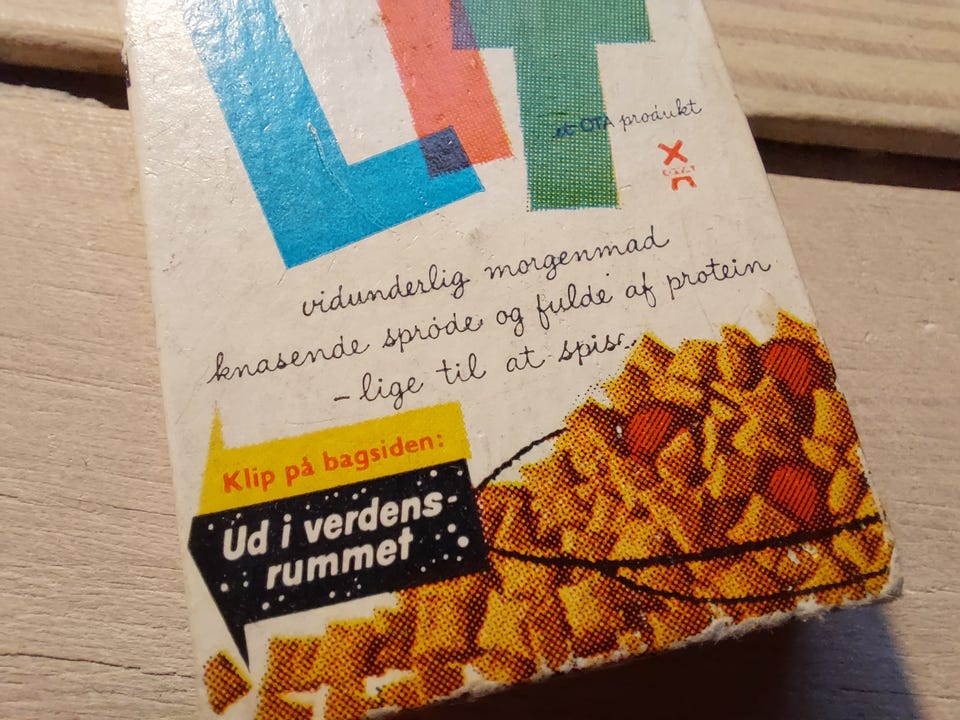 LIT
et OTA produkt
vidunderlig morgenmad
knasende sprøde og fulde af protein
- lige til at spise
Klip på bagsiden:
Ud i verdens-
rummet